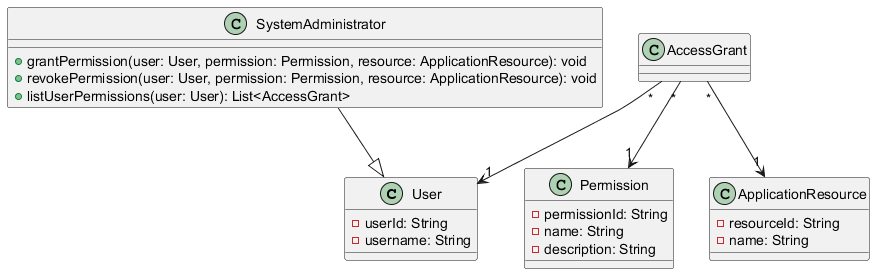 C SystemAdministrator
grantPermission(user: User, permission: Permission, resource: ApplicationResource): void
revokePermission(user: User, permission: Permission, resource: ApplicationResource): void
listUserPermissions(user: User): List<AccessGrant>
C AccessGrant
* * *
1 1 1
C User
userId: String
username: String
C Permission
permissionId: String
name: String
description: String
C ApplicationResource
resourceId: String
name: String